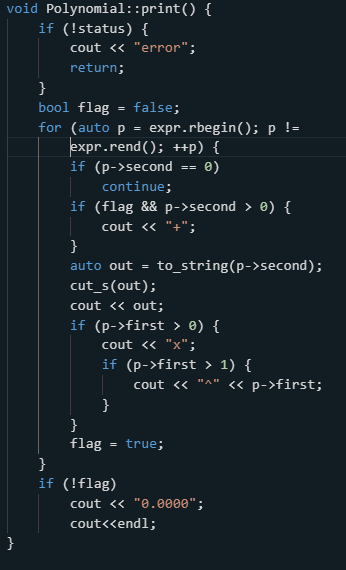 void Polynomial::print() {
    if (!status) {
        cout << "error";
        return;
    }
    bool flag = false;
    for (auto p = expr.rbegin(); p !=
        expr.rend(); ++p) {
        if (p->second == 0)
            continue;
        if (flag && p->second > 0) {
            cout << "+";
        }
        auto out = to_string(p->second);
        cut_s(out);
        cout << out;
        if (p->first > 0) {
            cout << "x";
            if (p->first > 1) {
                cout << "^" << p->first;
            }
        }
        flag = true;
    }
    if (!flag)
        cout << "0.0000";
        cout<<endl;
}